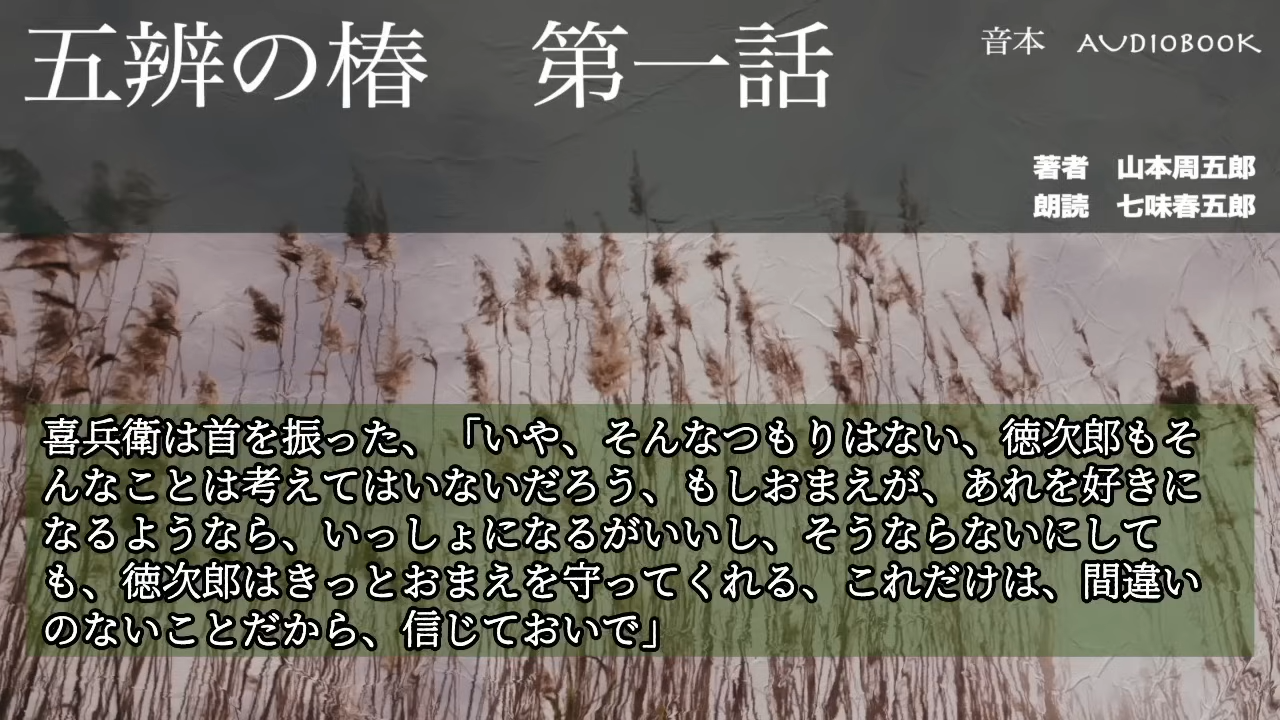 五辨の椿　第一話
音本　AUDIOBOOK
著者　山本周五郎
朗読　七味春五郎
喜兵衛は首を振った、「いや、そんなつもりはない、徳次郎もそ
んなことは考えてはいないだろう、もしおまえが、あれを好きに
なるようなら、いっしょになるがいいし、そうならないにして
も、徳次郎はきっとおまえを守ってくれる、これだけは、間違い
のないことだから、信じておいで」